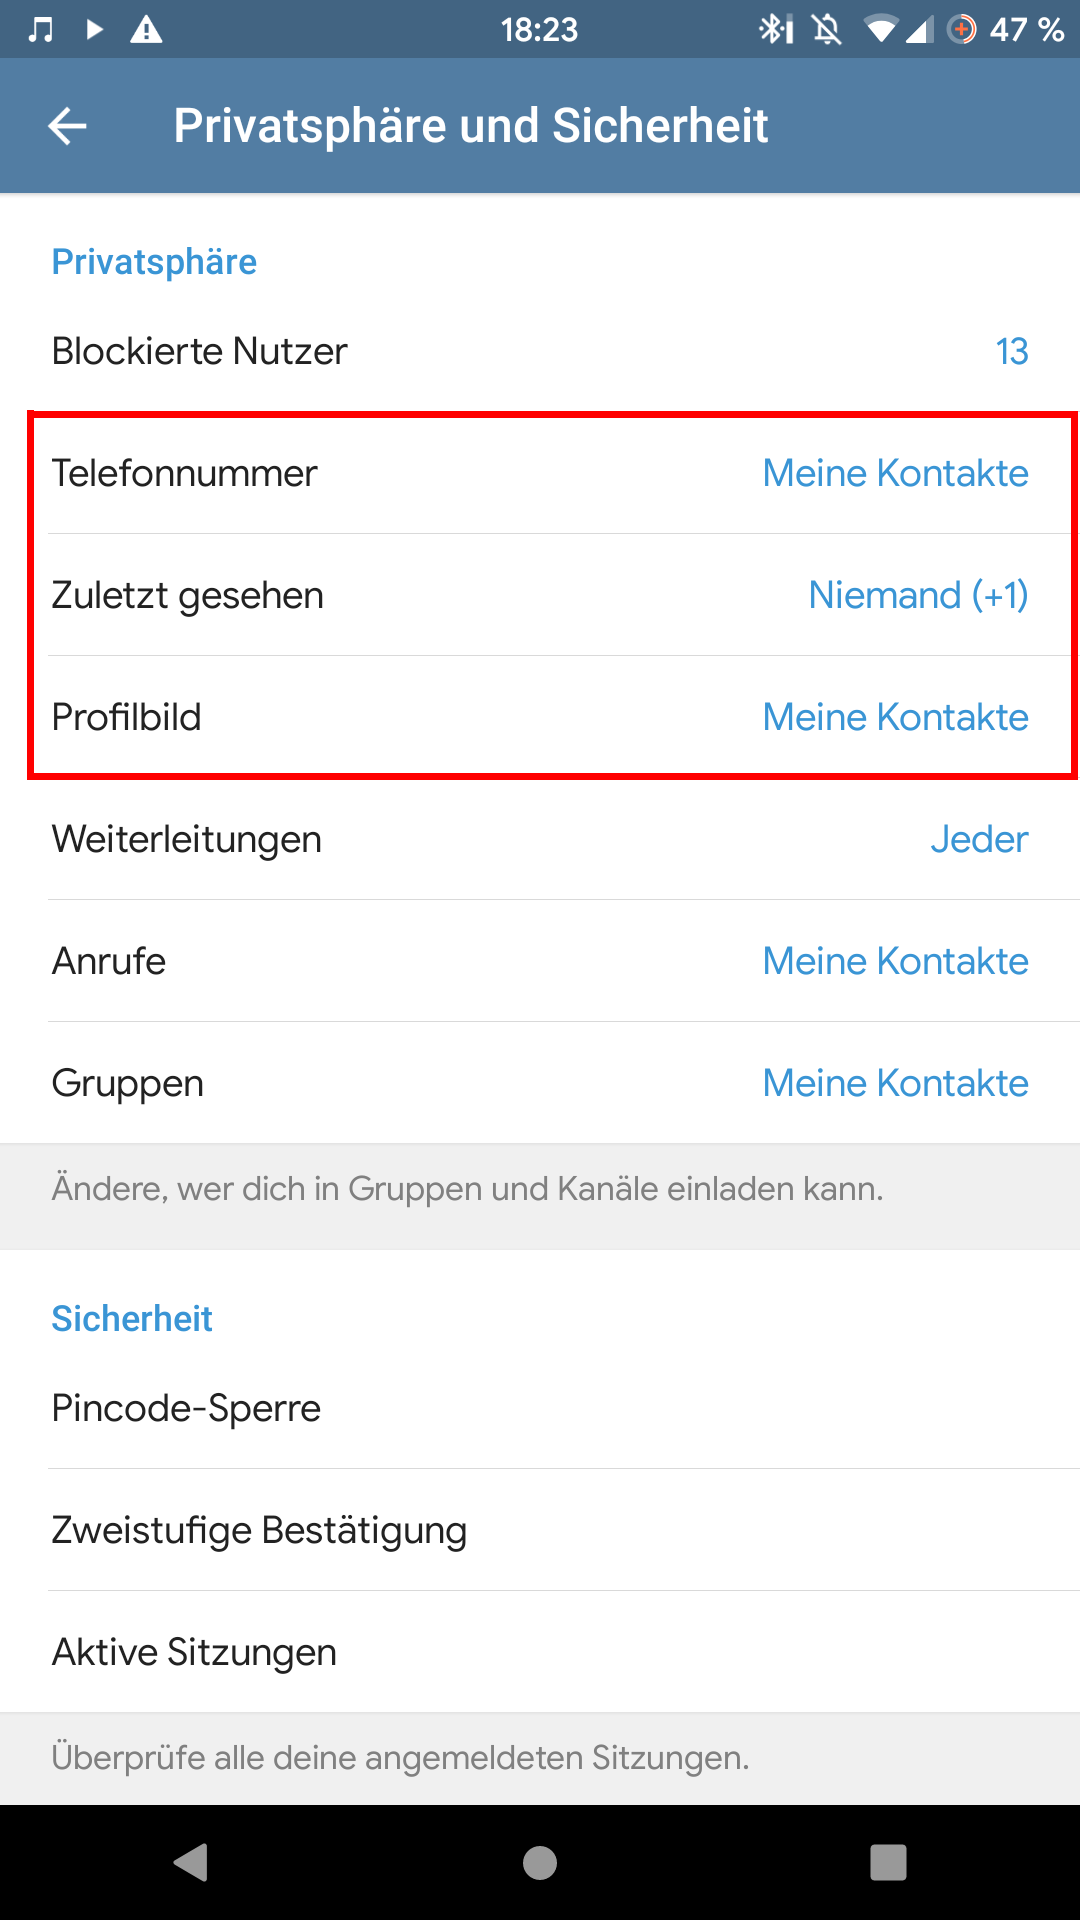 18:23 47 %
Privatsphäre und Sicherheit
Privatsphäre
Blockierte Nutzer 13
Telefonnummer Meine Kontakte
Zuletzt gesehen Niemand (+1)
Profilbild Meine Kontakte
Weiterleitungen Jeder
Anrufe Meine Kontakte
Gruppen Meine Kontakte
Ändere, wer dich in Gruppen und Kanäle einladen kann.
Sicherheit
Pincode-Sperre
Zweistufige Bestätigung
Aktive Sitzungen
Überprüfe alle deine angemeldeten Sitzungen.